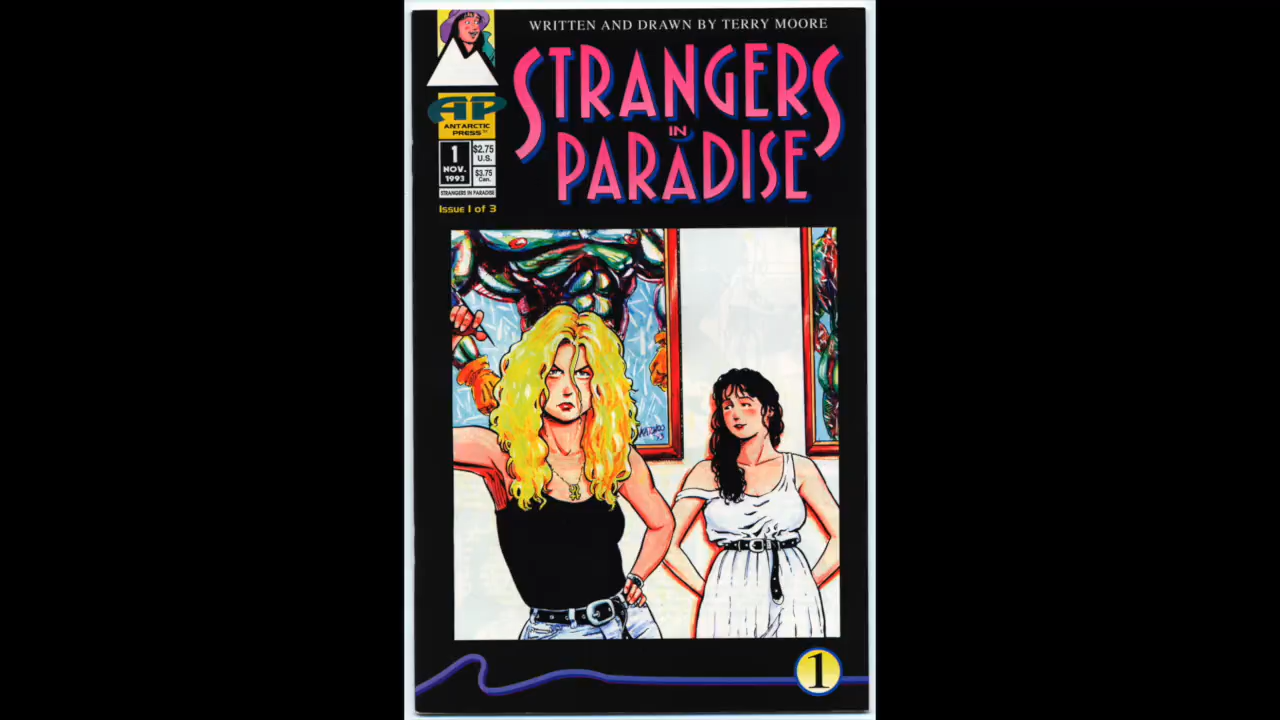 WRITTEN AND DRAWN BY TERRY MOORE
STRANGERS
IN
PARADISE
AP
ANTARCTIC
PRESS™
1
NOV.
1993
$2.75
U.S.
$3.75
Can.
STRANGERS IN PARADISE
Issue 1 of 3
1